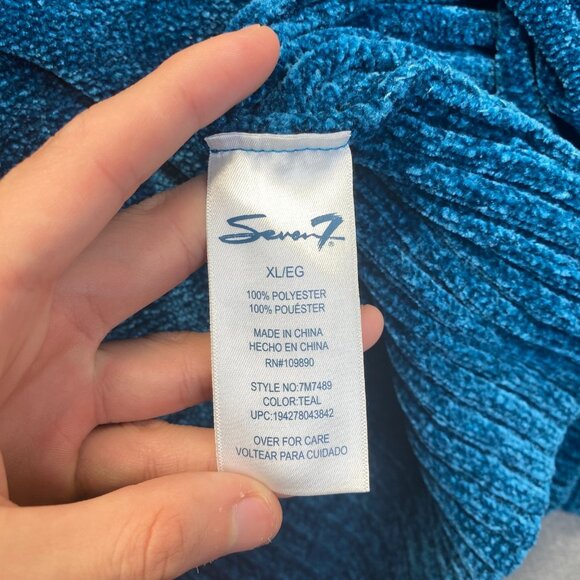 Seven7®
XL/EG
100% POLYESTER
100% POUÉSTER
MADE IN CHINA
HECHO EN CHINA
RN#109890
STYLE NO:7M7489
COLOR:TEAL
UPC:194278043842
OVER FOR CARE
VOLTEAR PARA CUIDADO